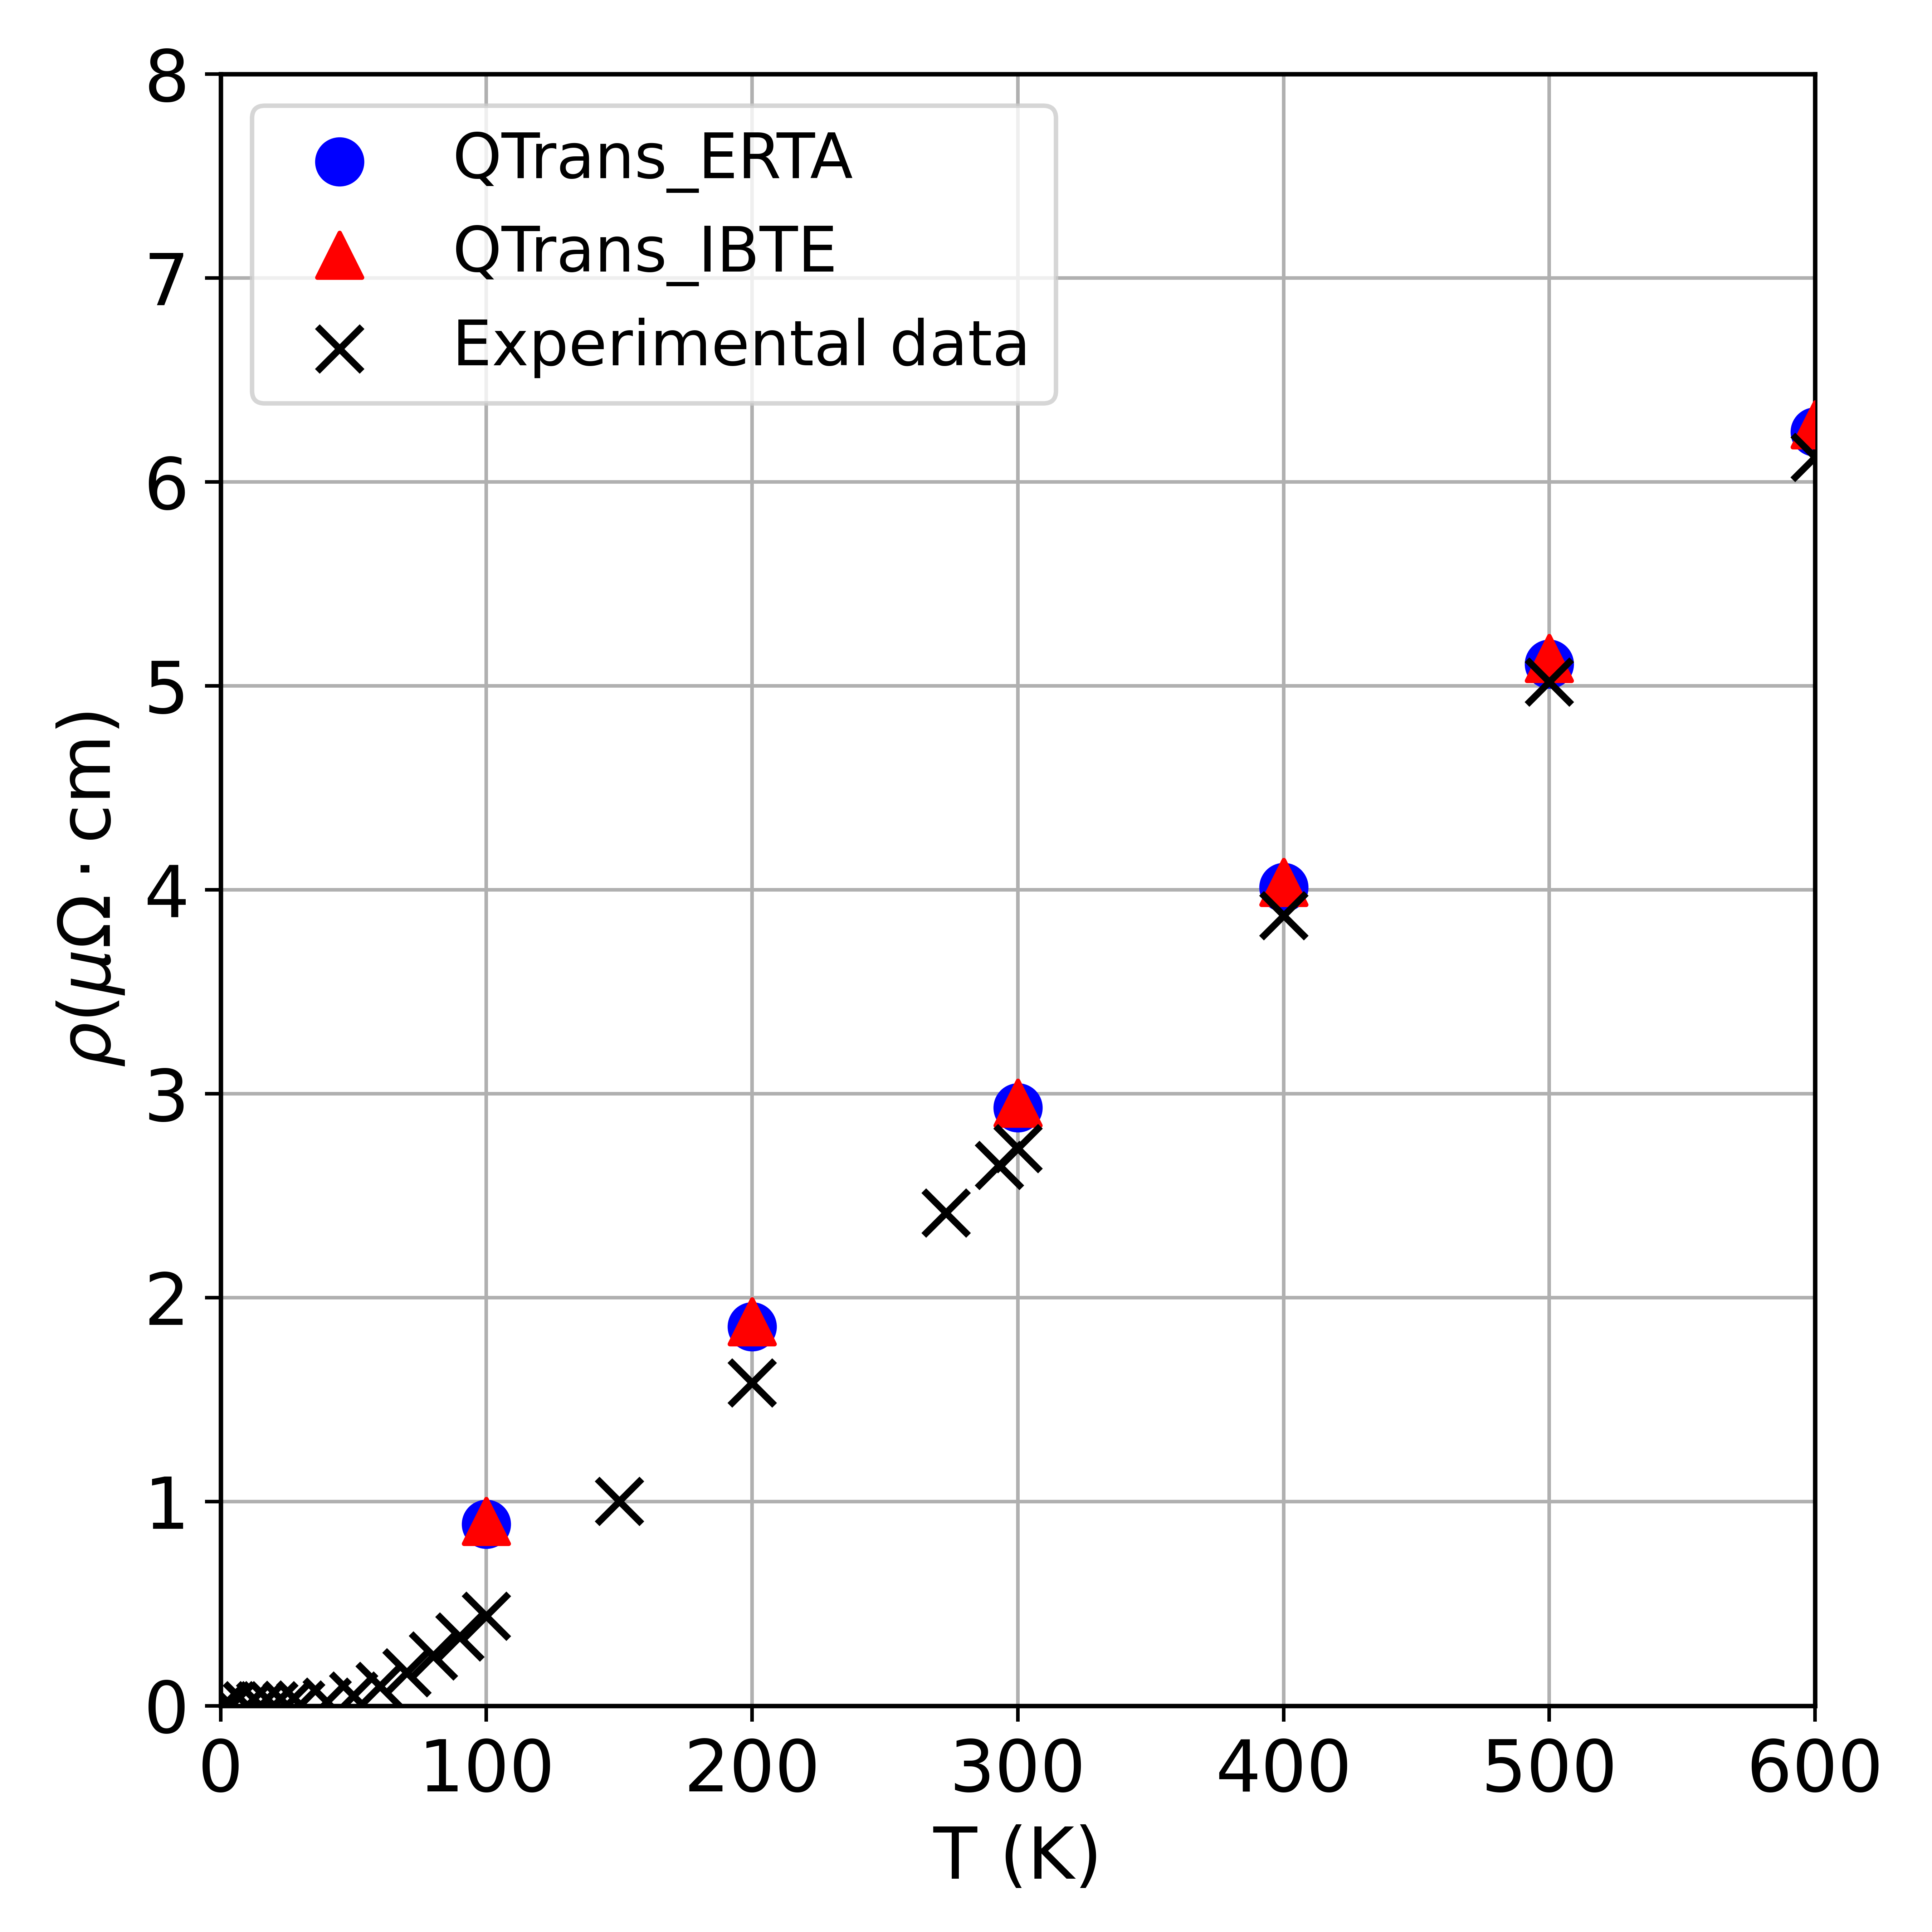 QTrans_ERTA
QTrans_IBTE
Experimental data
8
7
6
5
4
3
2
1
0
ρ(μΩ·cm)
0 100 200 300 400 500 600
T (K)